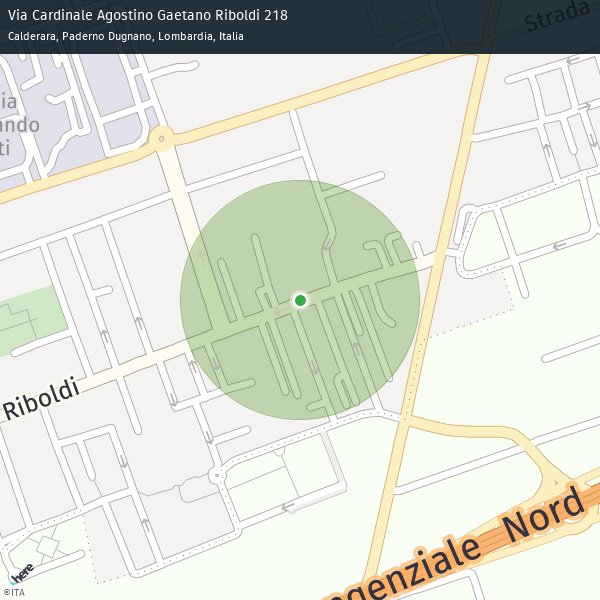 Via Cardinale Agostino Gaetano Riboldi 218
Calderara, Paderno Dugnano, Lombardia, Italia
Strada
ia
ando
ti
Riboldi
ngenziale Nord
here
©ITA